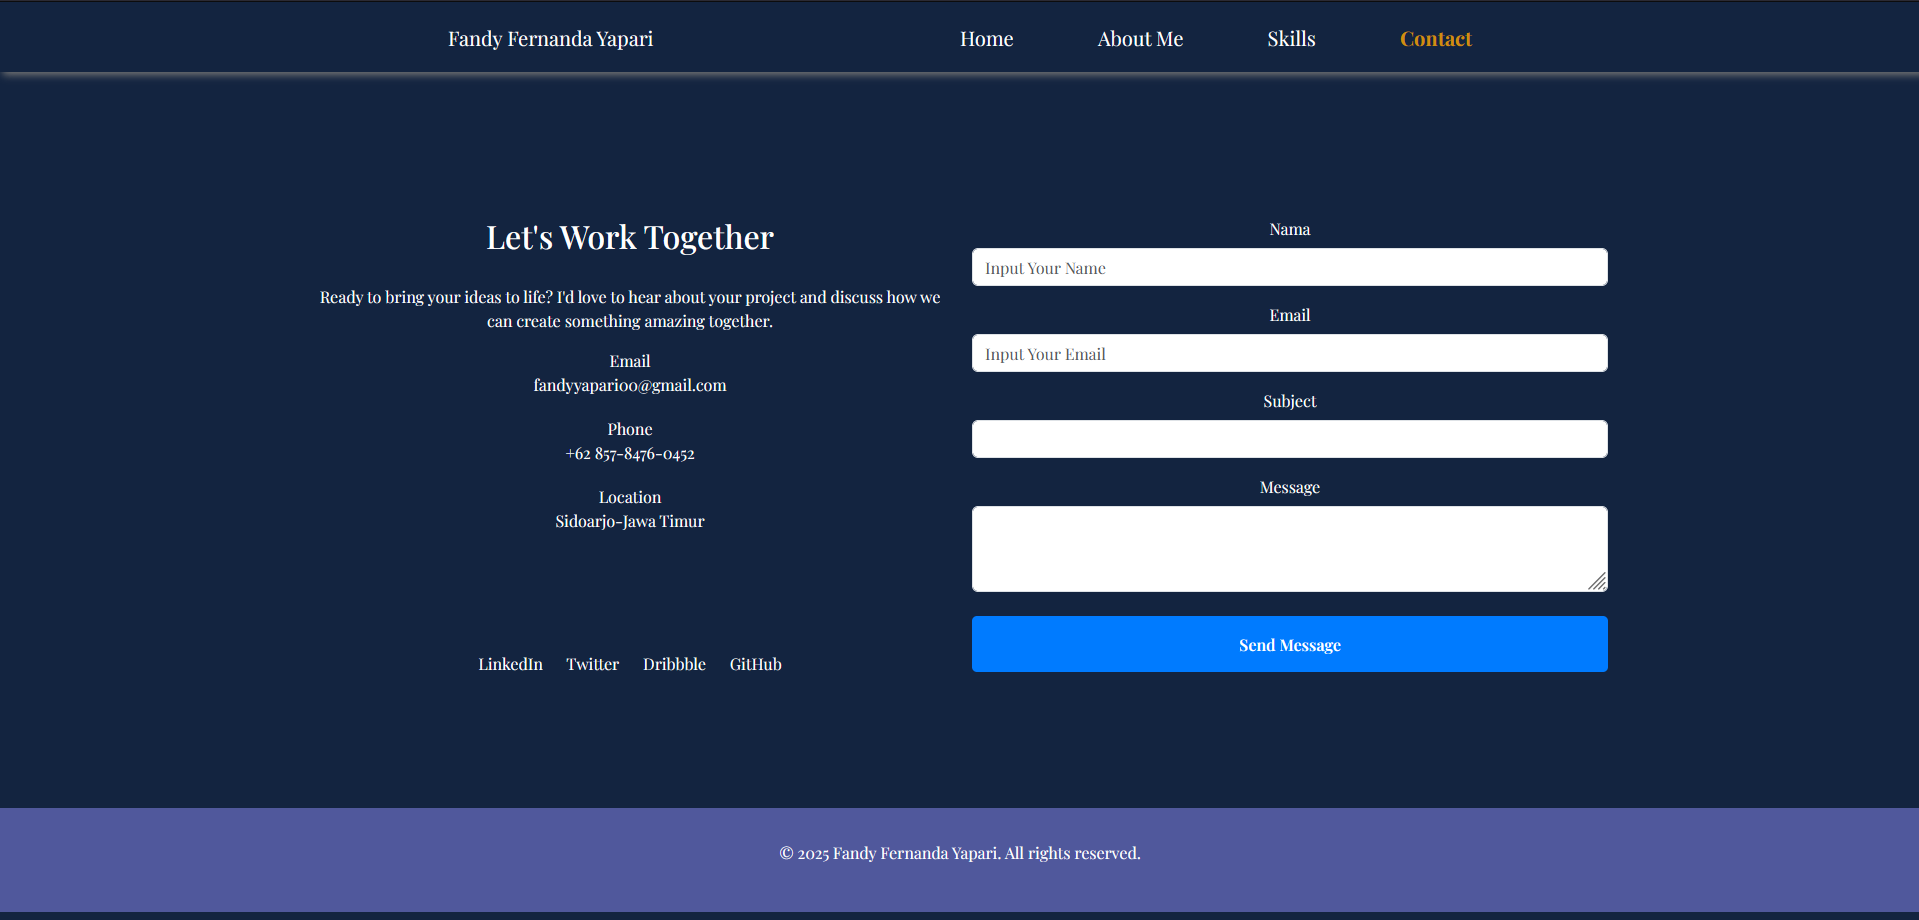 Fandy Fernanda Yapari
Home About Me Skills Contact
Let's Work Together
Ready to bring your ideas to life? I'd love to hear about your project and discuss how we
can create something amazing together.
Email
fandyyapari00@gmail.com
Phone
+62 857-8476-0452
Location
Sidoarjo-Jawa Timur
LinkedIn Twitter Dribbble GitHub
Nama
Input Your Name
Email
Input Your Email
Subject
Message
Send Message
© 2025 Fandy Fernanda Yapari. All rights reserved.